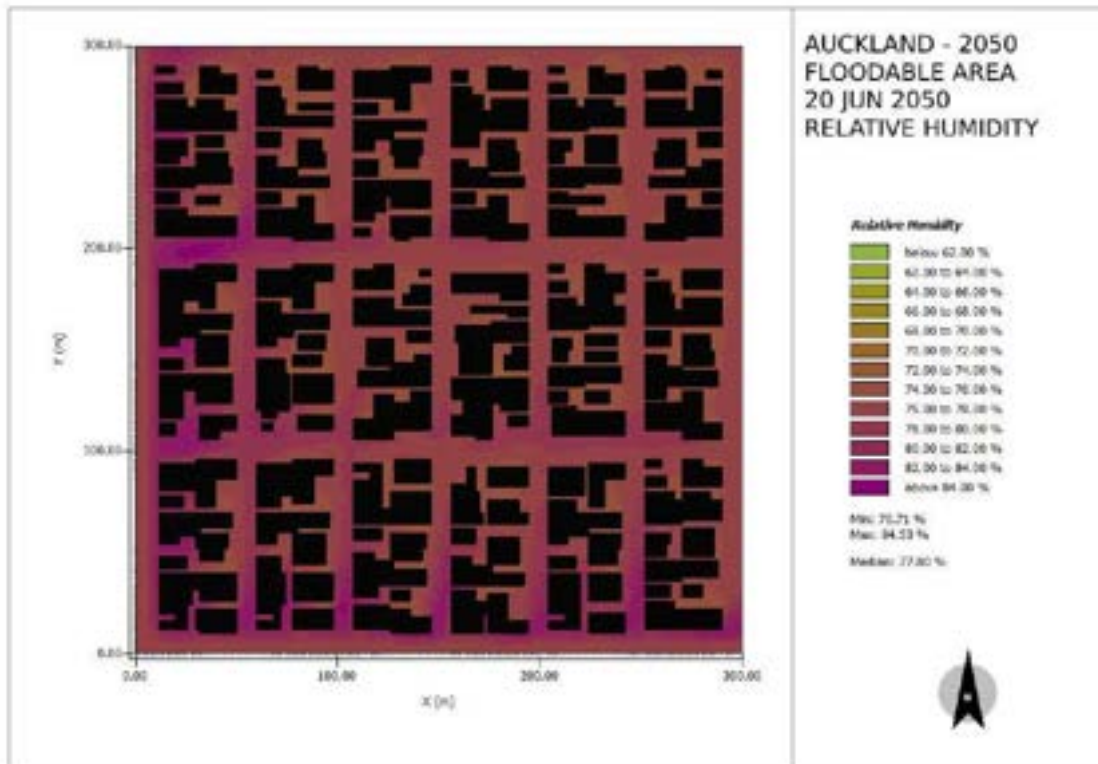 AUCKLAND - 2050
FLOODABLE AREA
20 JUN 2050
RELATIVE HUMIDITY
300.00
200.00
100.00
0.00
Y (m)
0.00
100.00
200.00
300.00
X (m)
Relative Humidity
below 62.00 %
62.00 to 64.00 %
64.00 to 66.00 %
66.00 to 68.00 %
68.00 to 70.00 %
70.00 to 72.00 %
72.00 to 74.00 %
74.00 to 76.00 %
76.00 to 78.00 %
78.00 to 80.00 %
80.00 to 82.00 %
82.00 to 84.00 %
above 84.00 %
Max: 84.53 %
Median: 77.80 %
N